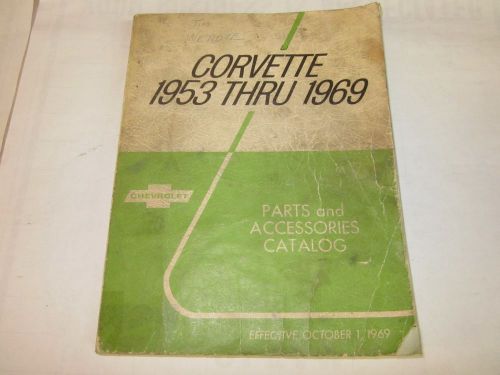 CORVETTE
1953 THRU 1969
CHEVROLET
PARTS and
ACCESSORIES
CATALOG
EFFECTIVE OCTOBER 1, 1969